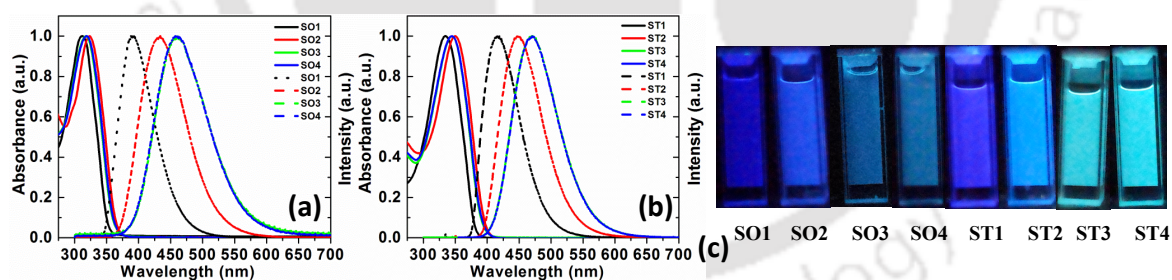 Absorbance (a.u.)
1.0
0.8
0.6
0.4
0.2
0.0
SO1
SO2
SO3
SO4
SO1
SO2
SO3
SO4
(a)
300 350 400 450 500 550 600 650 700
Wavelength (nm)
Intensity (a.u.)
Absorbance (a.u.)
1.0
0.8
0.6
0.4
0.2
0.0
ST1
ST2
ST3
ST4
ST1
ST2
ST3
ST4
(b)
300 350 400 450 500 550 600 650 700
Wavelength (nm)
Intensity (a.u.)
(c)
SO1 SO2 SO3 SO4 ST1 ST2 ST3 ST4